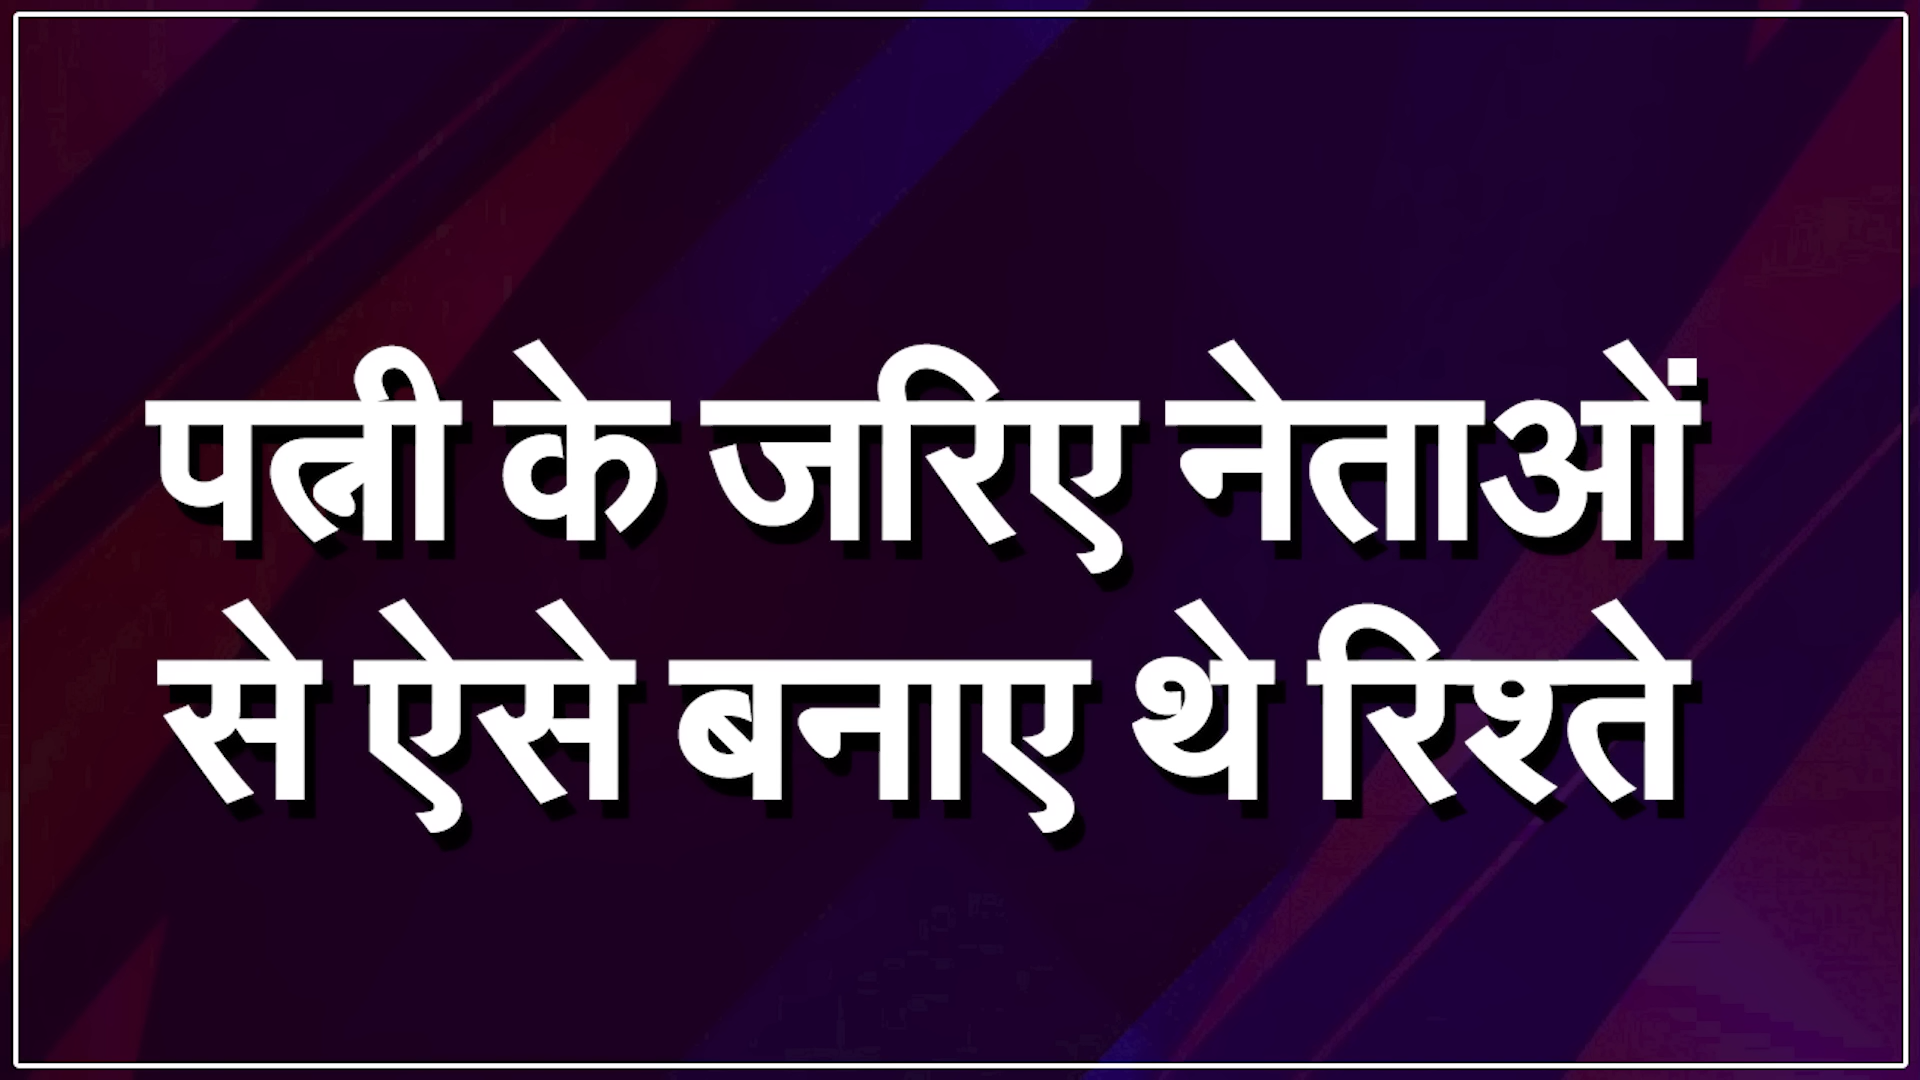 पत्नी के जरिए नेताओं
से ऐसे बनाए थे रिश्ते